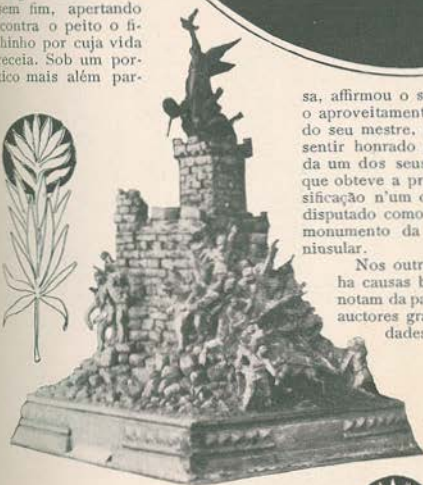 sem fim, apertando
contra o peito o fi-
lhinho por cuja vida
receia. Sob um por-
tico mais além par-
sa, affirmou o s
o aproveitament
do seu mestre,
sentir honrado
da um dos seus
que obteve a pr
sificação n'um c
disputado como
monumento da
ninsular.
Nos outr
ha causas b
notam da pa
auctores gra
dades